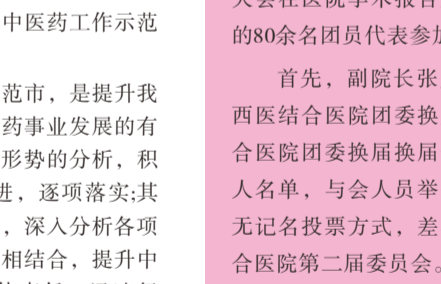 中医药工作示范
范市，是提升我
药事业发展的有
形势的分析，积
进，逐项落实;其
，深入分析各项
相结合，提升中
大会在医院学术报告
的80余名团员代表参加
首先，副院长张
西医结合医院团委换
合医院团委换届换届
人名单，与会人员举
无记名投票方式，差
合医院第二届委员会。